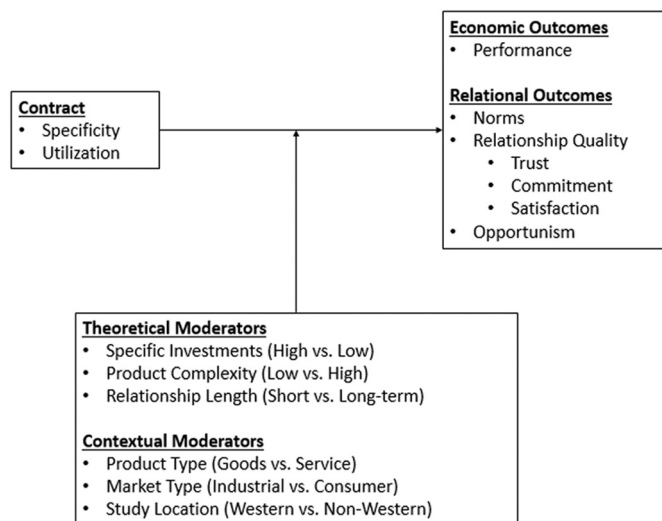 Contract
• Specificity
• Utilization
Economic Outcomes
• Performance
Relational Outcomes
• Norms
• Relationship Quality
• Trust
• Commitment
• Satisfaction
• Opportunism
Theoretical Moderators
• Specific Investments (High vs. Low)
• Product Complexity (Low vs. High)
• Relationship Length (Short vs. Long-term)
Contextual Moderators
• Product Type (Goods vs. Service)
• Market Type (Industrial vs. Consumer)
• Study Location (Western vs. Non-Western)